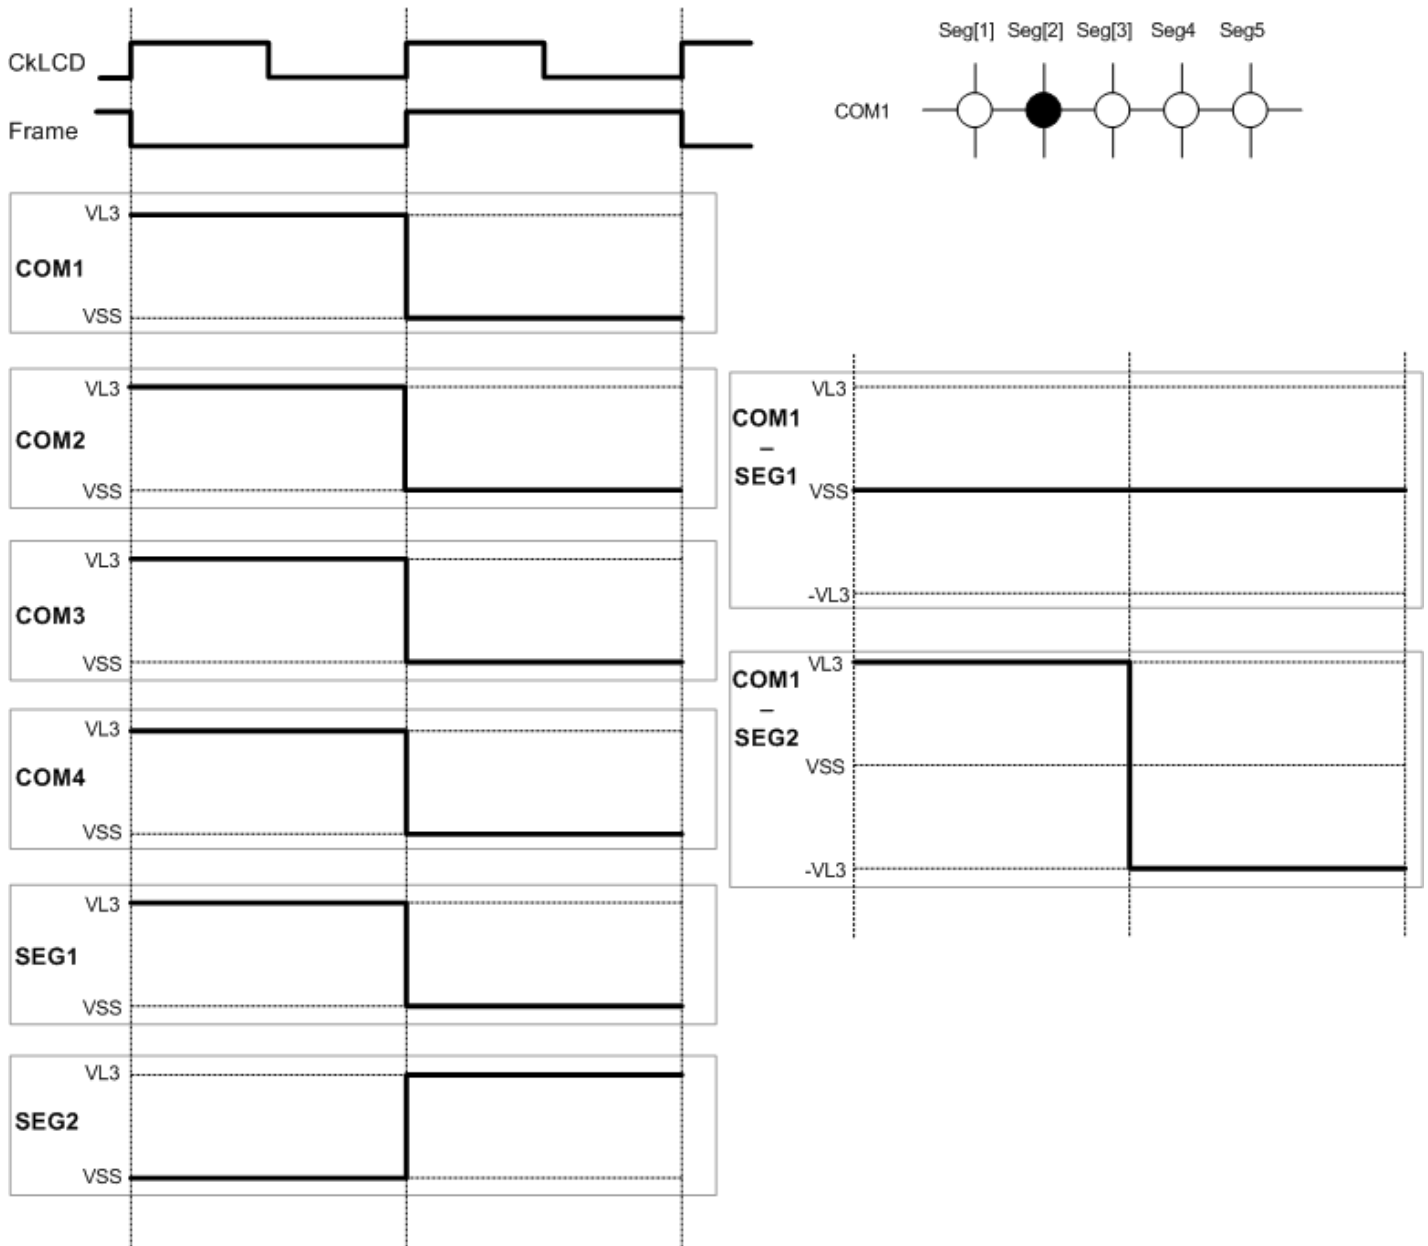 CkLCD
Frame
VL3
COM1
VSS
VL3
COM2
VSS
VL3
COM3
VSS
VL3
COM4
VSS
VL3
SEG1
VSS
VL3
SEG2
VSS
Seg[1] Seg[2] Seg[3] Seg4 Seg5
COM1
VL3
COM1
–
SEG1
VSS
-VL3
VL3
COM1
–
SEG2
VSS
-VL3